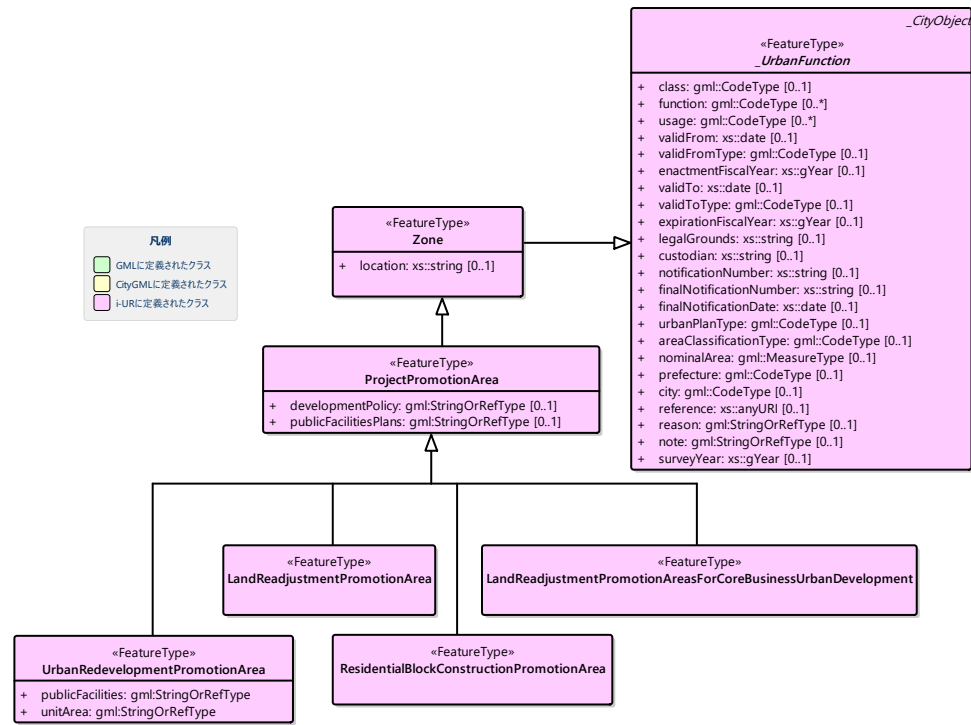 _CityObject
«FeatureType»
_UrbanFunction
+ class: gml::CodeType [0..1]
+ function: gml::CodeType [0..*]
+ usage: gml::CodeType [0..*]
+ validFrom: xs::date [0..1]
+ validFromType: gml::CodeType [0..1]
+ enactmentFiscalYear: xs::gYear [0..1]
+ validTo: xs::date [0..1]
+ validToType: gml::CodeType [0..1]
+ expirationFiscalYear: xs::gYear [0..1]
+ legalGrounds: xs::string [0..1]
+ custodian: xs::string [0..1]
+ notificationNumber: xs::string [0..1]
+ finalNotificationNumber: xs::string [0..1]
+ finalNotificationDate: xs::date [0..1]
+ urbanPlanType: gml::CodeType [0..1]
+ areaClassificationType: gml::CodeType [0..1]
+ nominalArea: gml::MeasureType [0..1]
+ prefecture: gml::CodeType [0..1]
+ city: gml::CodeType [0..1]
+ reference: xs::anyURI [0..1]
+ reason: gml:StringOrRefType [0..1]
+ note: gml:StringOrRefType [0..1]
+ surveyYear: xs::gYear [0..1]
«FeatureType»
Zone
+ location: xs::string [0..1]
凡例
GMLに定義されたクラス
CityGMLに定義されたクラス
i-URに定義されたクラス
«FeatureType»
ProjectPromotionArea
+ developmentPolicy: gml:StringOrRefType [0..1]
+ publicFacilitiesPlans: gml:StringOrRefType [0..1]
«FeatureType»
LandReadjustmentPromotionArea
«FeatureType»
LandReadjustmentPromotionAreasForCoreBusinessUrbanDevelopment
«FeatureType»
UrbanRedevelopmentPromotionArea
+ publicFacilities: gml:StringOrRefType
+ unitArea: gml:StringOrRefType
«FeatureType»
ResidentialBlockConstructionPromotionArea